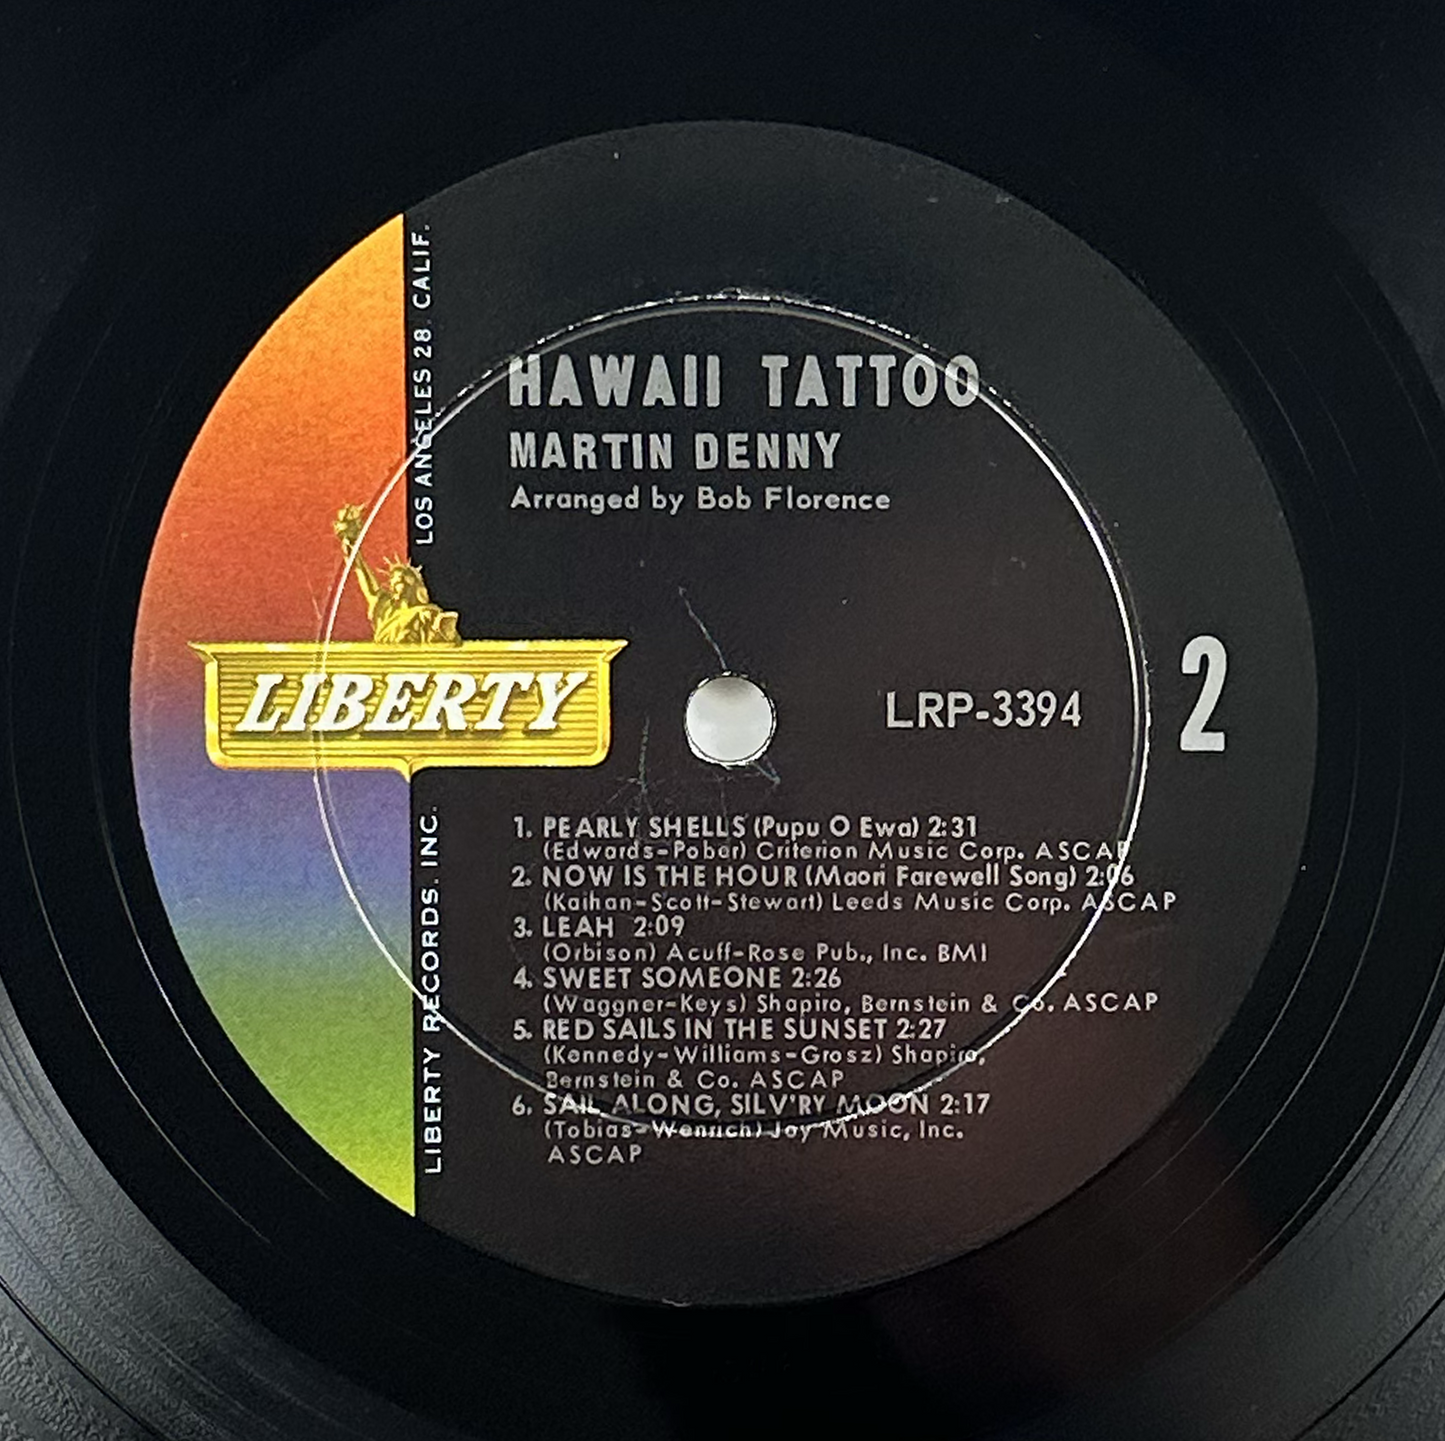 HAWAII TATTOO
MARTIN DENNY
Arranged by Bob Florence
LOS ANGELES 28. CALIF.
LIBERTY
LRP-3394
2
LIBERTY RECORDS. INC.
1. PEARLY SHELLS (Pupu O Ewa) 2:31
(Edwards-Pober) Criterion Music Corp. ASCAP
2. NOW IS THE HOUR (Maori Farewell Song) 2:06
(Kaihan-Scott-Stewart) Leeds Music Corp. ASCAP
3. LEAH 2:09
(Orbison) Acuff-Rose Pub., Inc. BMI
4. SWEET SOMEONE 2:26
(Waggner-Keys) Shapiro, Bernstein & Co. ASCAP
5. RED SAILS IN THE SUNSET 2:27
(Kennedy-Williams-Grosz) Shapiro,
Bernstein & Co. ASCAP
6. SAIL ALONG, SILV'RY MOON 2:17
(Tobias-Wenrich) Joy Music, Inc.
ASCAP